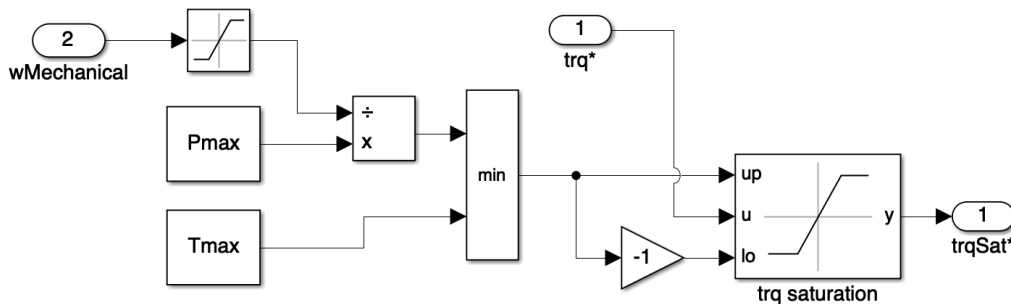 2
wMechanical
1
trq*
÷
x
Pmax
Tmax
min
-1
up
u
lo
y
trq saturation
1
trqSat*